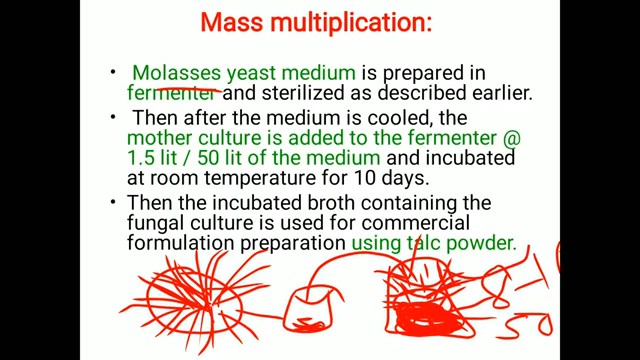 Mass multiplication:
• Molasses yeast medium is prepared in
fermenter and sterilized as described earlier.
• Then after the medium is cooled, the
mother culture is added to the fermenter @
1.5 lit / 50 lit of the medium and incubated
at room temperature for 10 days.
• Then the incubated broth containing the
fungal culture is used for commercial
formulation preparation using talc powder.
50